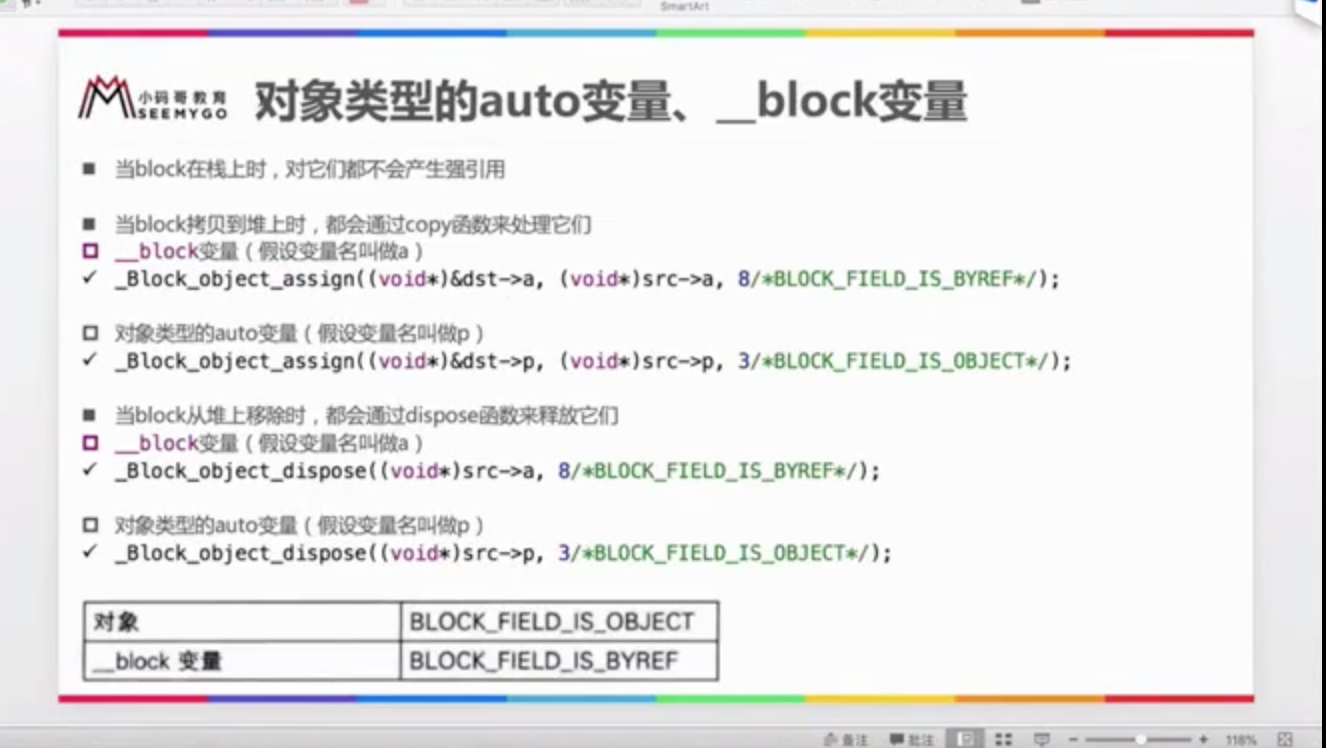 SmartArt
小码哥教育
SEEMYGO
对象类型的auto变量、__block变量
■ 当block在栈上时，对它们都不会产生强引用
■ 当block拷贝到堆上时，都会通过copy函数来处理它们
__block变量（假设变量名叫做a）
✓ _Block_object_assign((void*)&dst->a, (void*)src->a, 8/*BLOCK_FIELD_IS_BYREF*/);
对象类型的auto变量（假设变量名叫做p）
✓ _Block_object_assign((void*)&dst->p, (void*)src->p, 3/*BLOCK_FIELD_IS_OBJECT*/);
■ 当block从堆上移除时，都会通过dispose函数来释放它们
__block变量（假设变量名叫做a）
✓ _Block_object_dispose((void*)src->a, 8/*BLOCK_FIELD_IS_BYREF*/);
对象类型的auto变量（假设变量名叫做p）
✓ _Block_object_dispose((void*)src->p, 3/*BLOCK_FIELD_IS_OBJECT*/);
对象 BLOCK_FIELD_IS_OBJECT
__block 变量 BLOCK_FIELD_IS_BYREF
备注 批注 118%